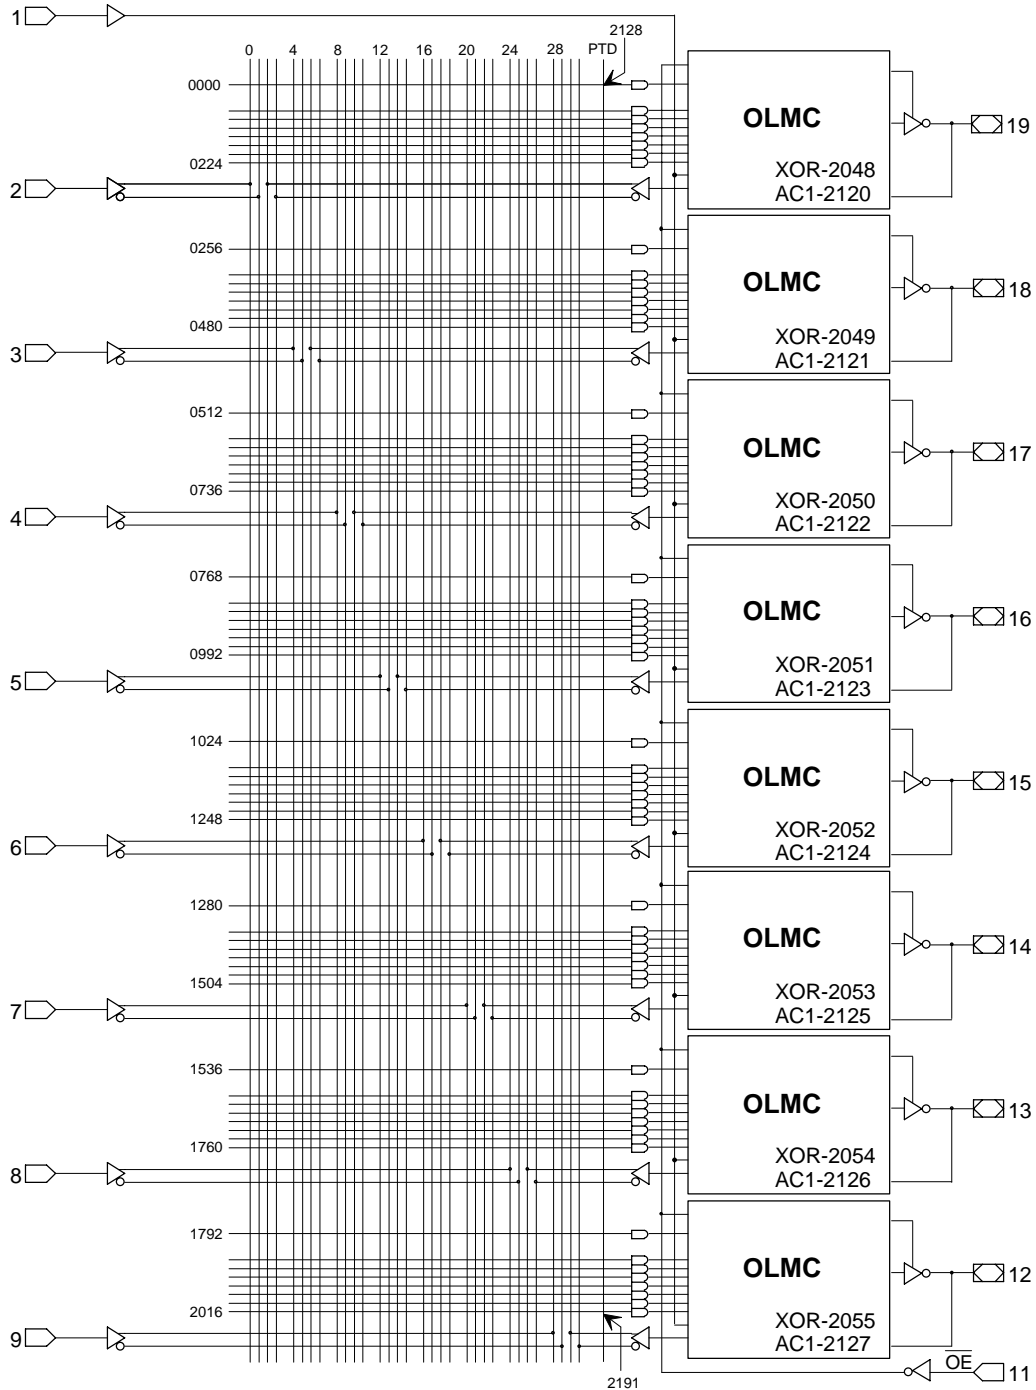 1
2128
0 4 8 12 16 20 24 28 PTD
0000
OLMC
19
0224
XOR-2048
2
AC1-2120
0256
OLMC
18
0480
XOR-2049
3
AC1-2121
0512
OLMC
17
0736
XOR-2050
4
AC1-2122
0768
OLMC
16
0992
XOR-2051
5
AC1-2123
1024
OLMC
15
1248
XOR-2052
6
AC1-2124
1280
OLMC
14
1504
XOR-2053
7
AC1-2125
1536
OLMC
13
1760
XOR-2054
8
AC1-2126
1792
OLMC
12
2016
XOR-2055
9
AC1-2127
OE
11
2191